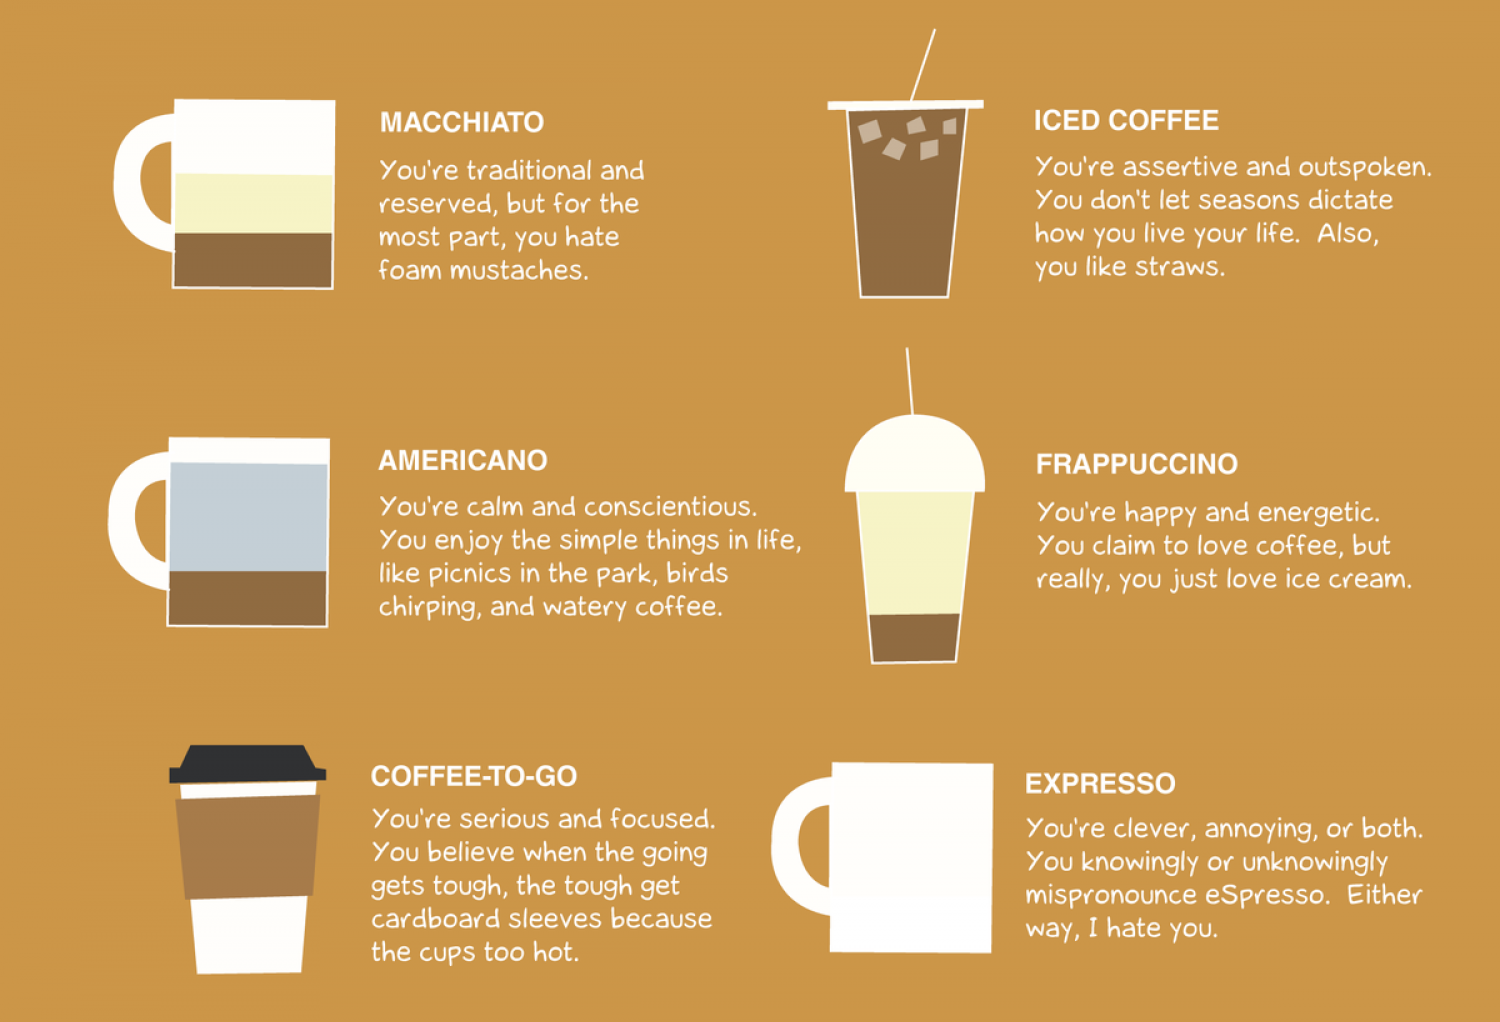 MACCHIATO
You're traditional and
reserved, but for the
most part, you hate
foam mustaches.
ICED COFFEE
You're assertive and outspoken.
You don't let seasons dictate
how you live your life.  Also,
you like straws.
AMERICANO
You're calm and conscientious.
You enjoy the simple things in life,
like picnics in the park, birds
chirping, and watery coffee.
FRAPPUCCINO
You're happy and energetic.
You claim to love coffee, but
really, you just love ice cream.
COFFEE-TO-GO
You're serious and focused.
You believe when the going
gets tough, the tough get
cardboard sleeves because
the cups too hot.
EXPRESSO
You're clever, annoying, or both.
You knowingly or unknowingly
mispronounce eSpresso.  Either
way, I hate you.